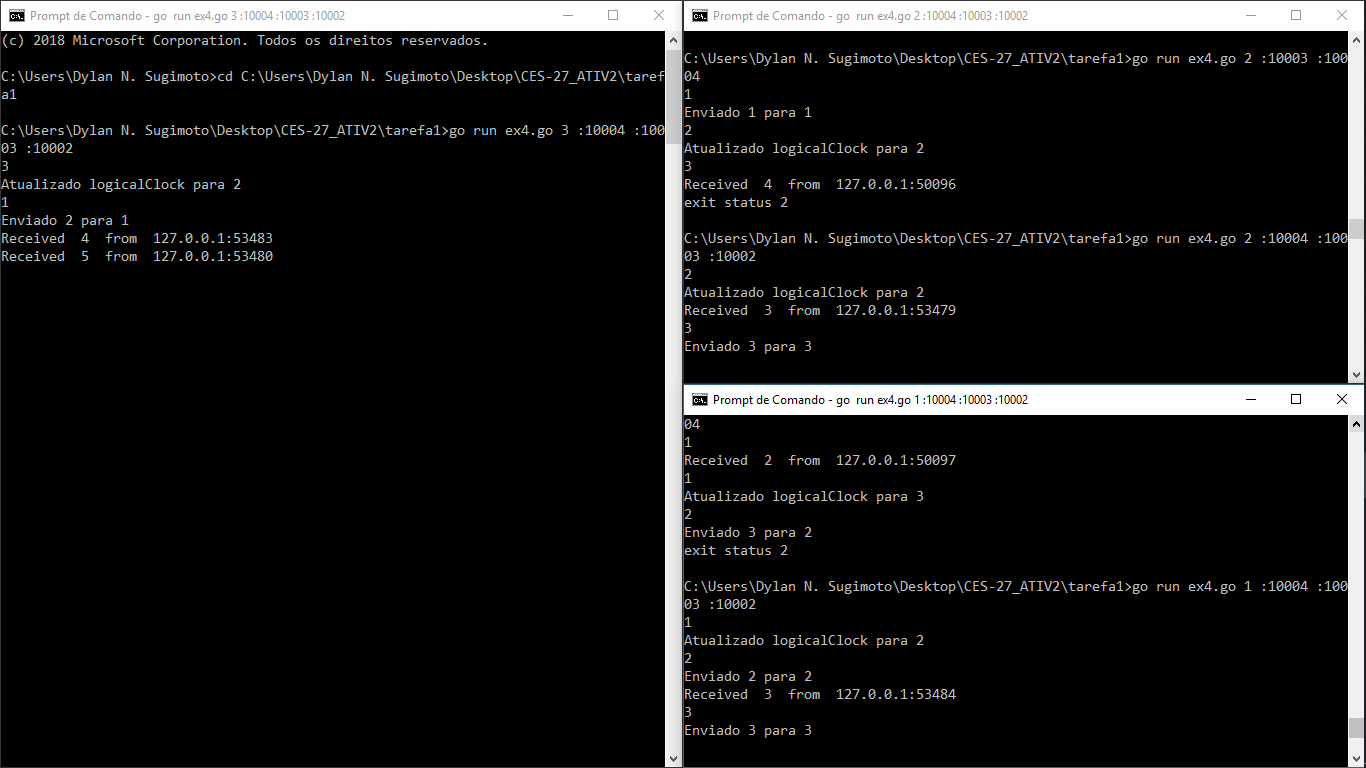 Prompt de Comando - go  run ex4.go 3 :10004 :10003 :10002
(c) 2018 Microsoft Corporation. Todos os direitos reservados.
C:\Users\Dylan N. Sugimoto>cd C:\Users\Dylan N. Sugimoto\Desktop\CES-27_ATIV2\taref
a1
C:\Users\Dylan N. Sugimoto\Desktop\CES-27_ATIV2\tarefa1>go run ex4.go 3 :10004 :100
03 :10002
3
Atualizado logicalClock para 2
1
Enviado 2 para 1
Received  4  from  127.0.0.1:53483
Received  5  from  127.0.0.1:53480
Prompt de Comando - go  run ex4.go 2 :10004 :10003 :10002
C:\Users\Dylan N. Sugimoto\Desktop\CES-27_ATIV2\tarefa1>go run ex4.go 2 :10003 :100
04
1
Enviado 1 para 1
2
Atualizado logicalClock para 2
3
Received  4  from  127.0.0.1:50096
exit status 2
C:\Users\Dylan N. Sugimoto\Desktop\CES-27_ATIV2\tarefa1>go run ex4.go 2 :10004 :100
03 :10002
2
Atualizado logicalClock para 2
Received  3  from  127.0.0.1:53479
3
Enviado 3 para 3
Prompt de Comando - go  run ex4.go 1 :10004 :10003 :10002
04
1
Received  2  from  127.0.0.1:50097
1
Atualizado logicalClock para 3
2
Enviado 3 para 2
exit status 2
C:\Users\Dylan N. Sugimoto\Desktop\CES-27_ATIV2\tarefa1>go run ex4.go 1 :10004 :100
03 :10002
1
Atualizado logicalClock para 2
2
Enviado 2 para 2
Received  3  from  127.0.0.1:53484
3
Enviado 3 para 3